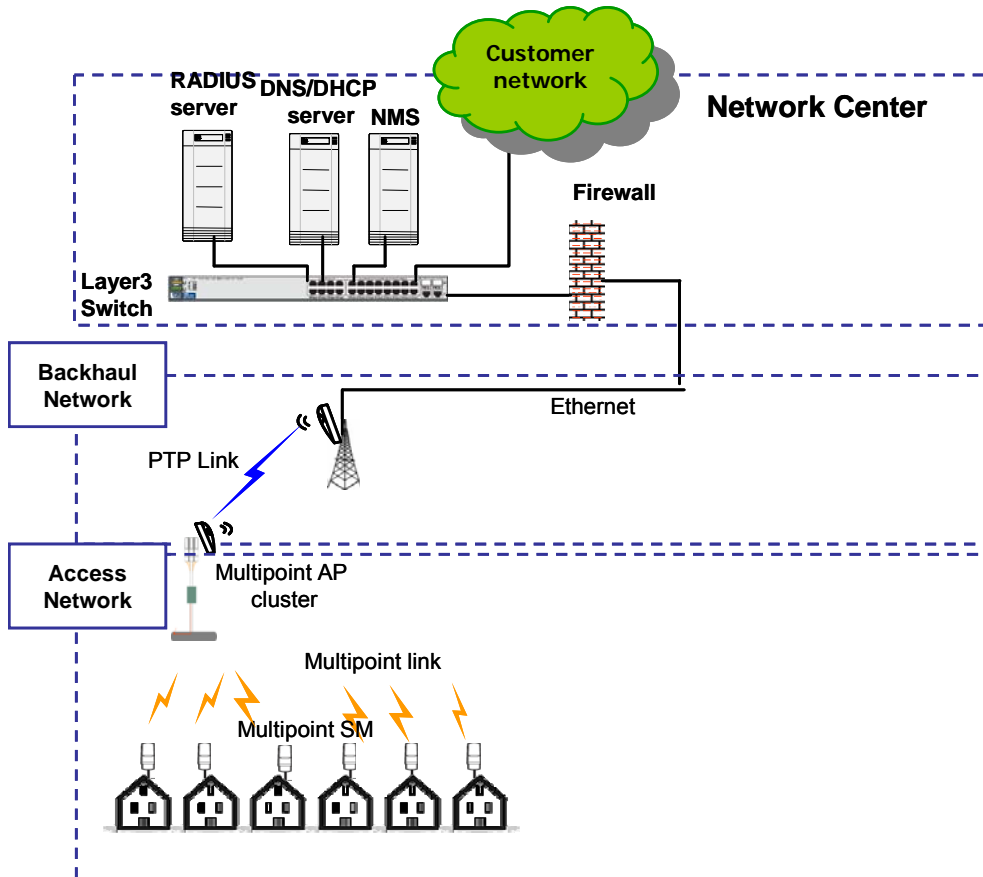 Customer
network
Network Center
RADIUS
server
DNS/DHCP
server
NMS
Firewall
Layer3
Switch
Backhaul
Network
Ethernet
PTP Link
Access
Network
Multipoint AP
cluster
Multipoint link
Multipoint SM